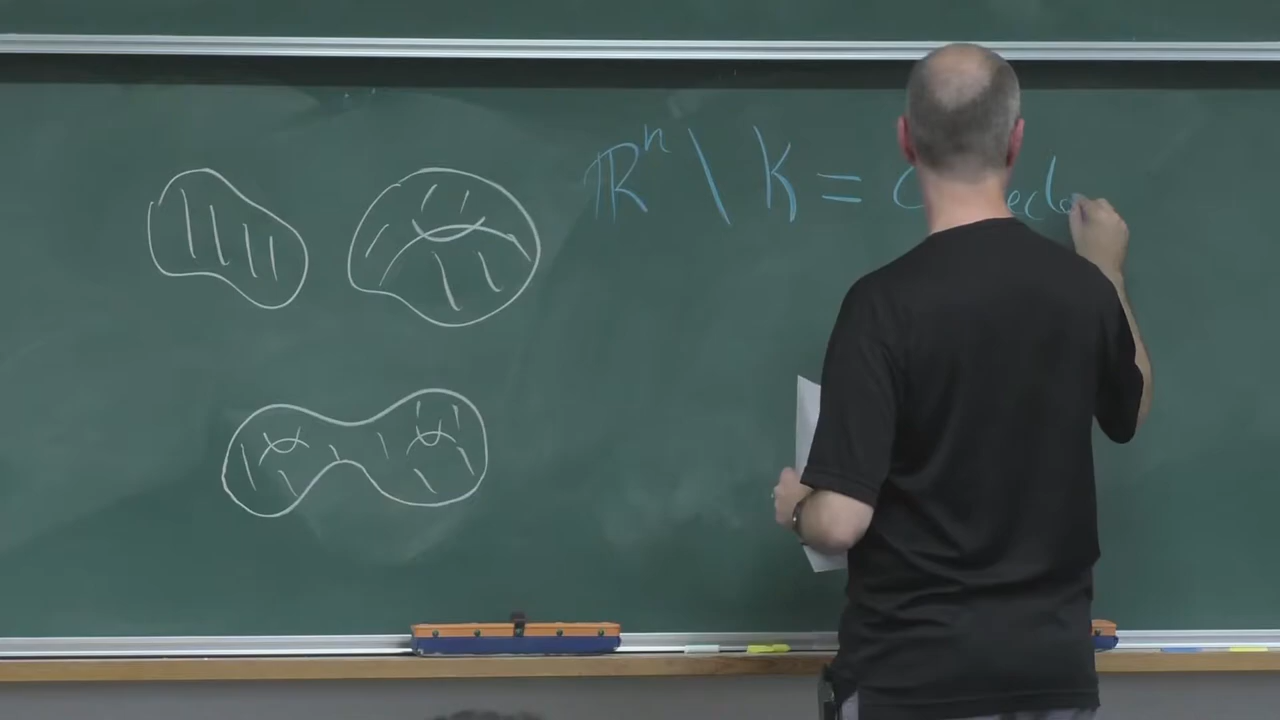 ℝⁿ \ K =